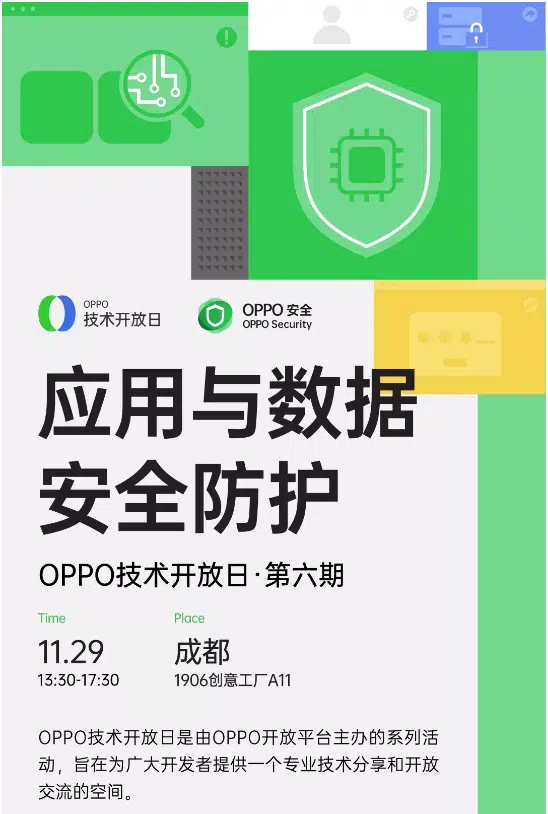 OPPO
技术开放日
OPPO 安全
OPPO Security
应用与数据
安全防护
OPPO技术开放日·第六期
Time
Place
11.29
成都
13:30-17:30
1906创意工厂A11
OPPO技术开放日是由OPPO开放平台主办的系列活
动，旨在为广大开发者提供一个专业技术分享和开放
交流的空间。